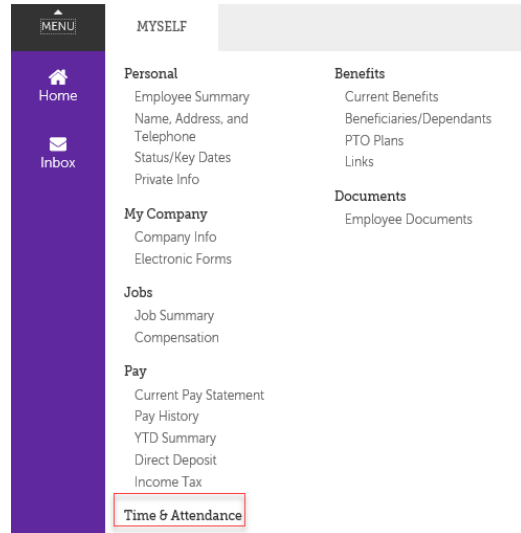 MENU
MYSELF
Home
Inbox
Personal
Employee Summary
Name, Address, and
Telephone
Status/Key Dates
Private Info
My Company
Company Info
Electronic Forms
Jobs
Job Summary
Compensation
Pay
Current Pay Statement
Pay History
YTD Summary
Direct Deposit
Income Tax
Time & Attendance
Benefits
Current Benefits
Beneficiaries/Dependants
PTO Plans
Links
Documents
Employee Documents